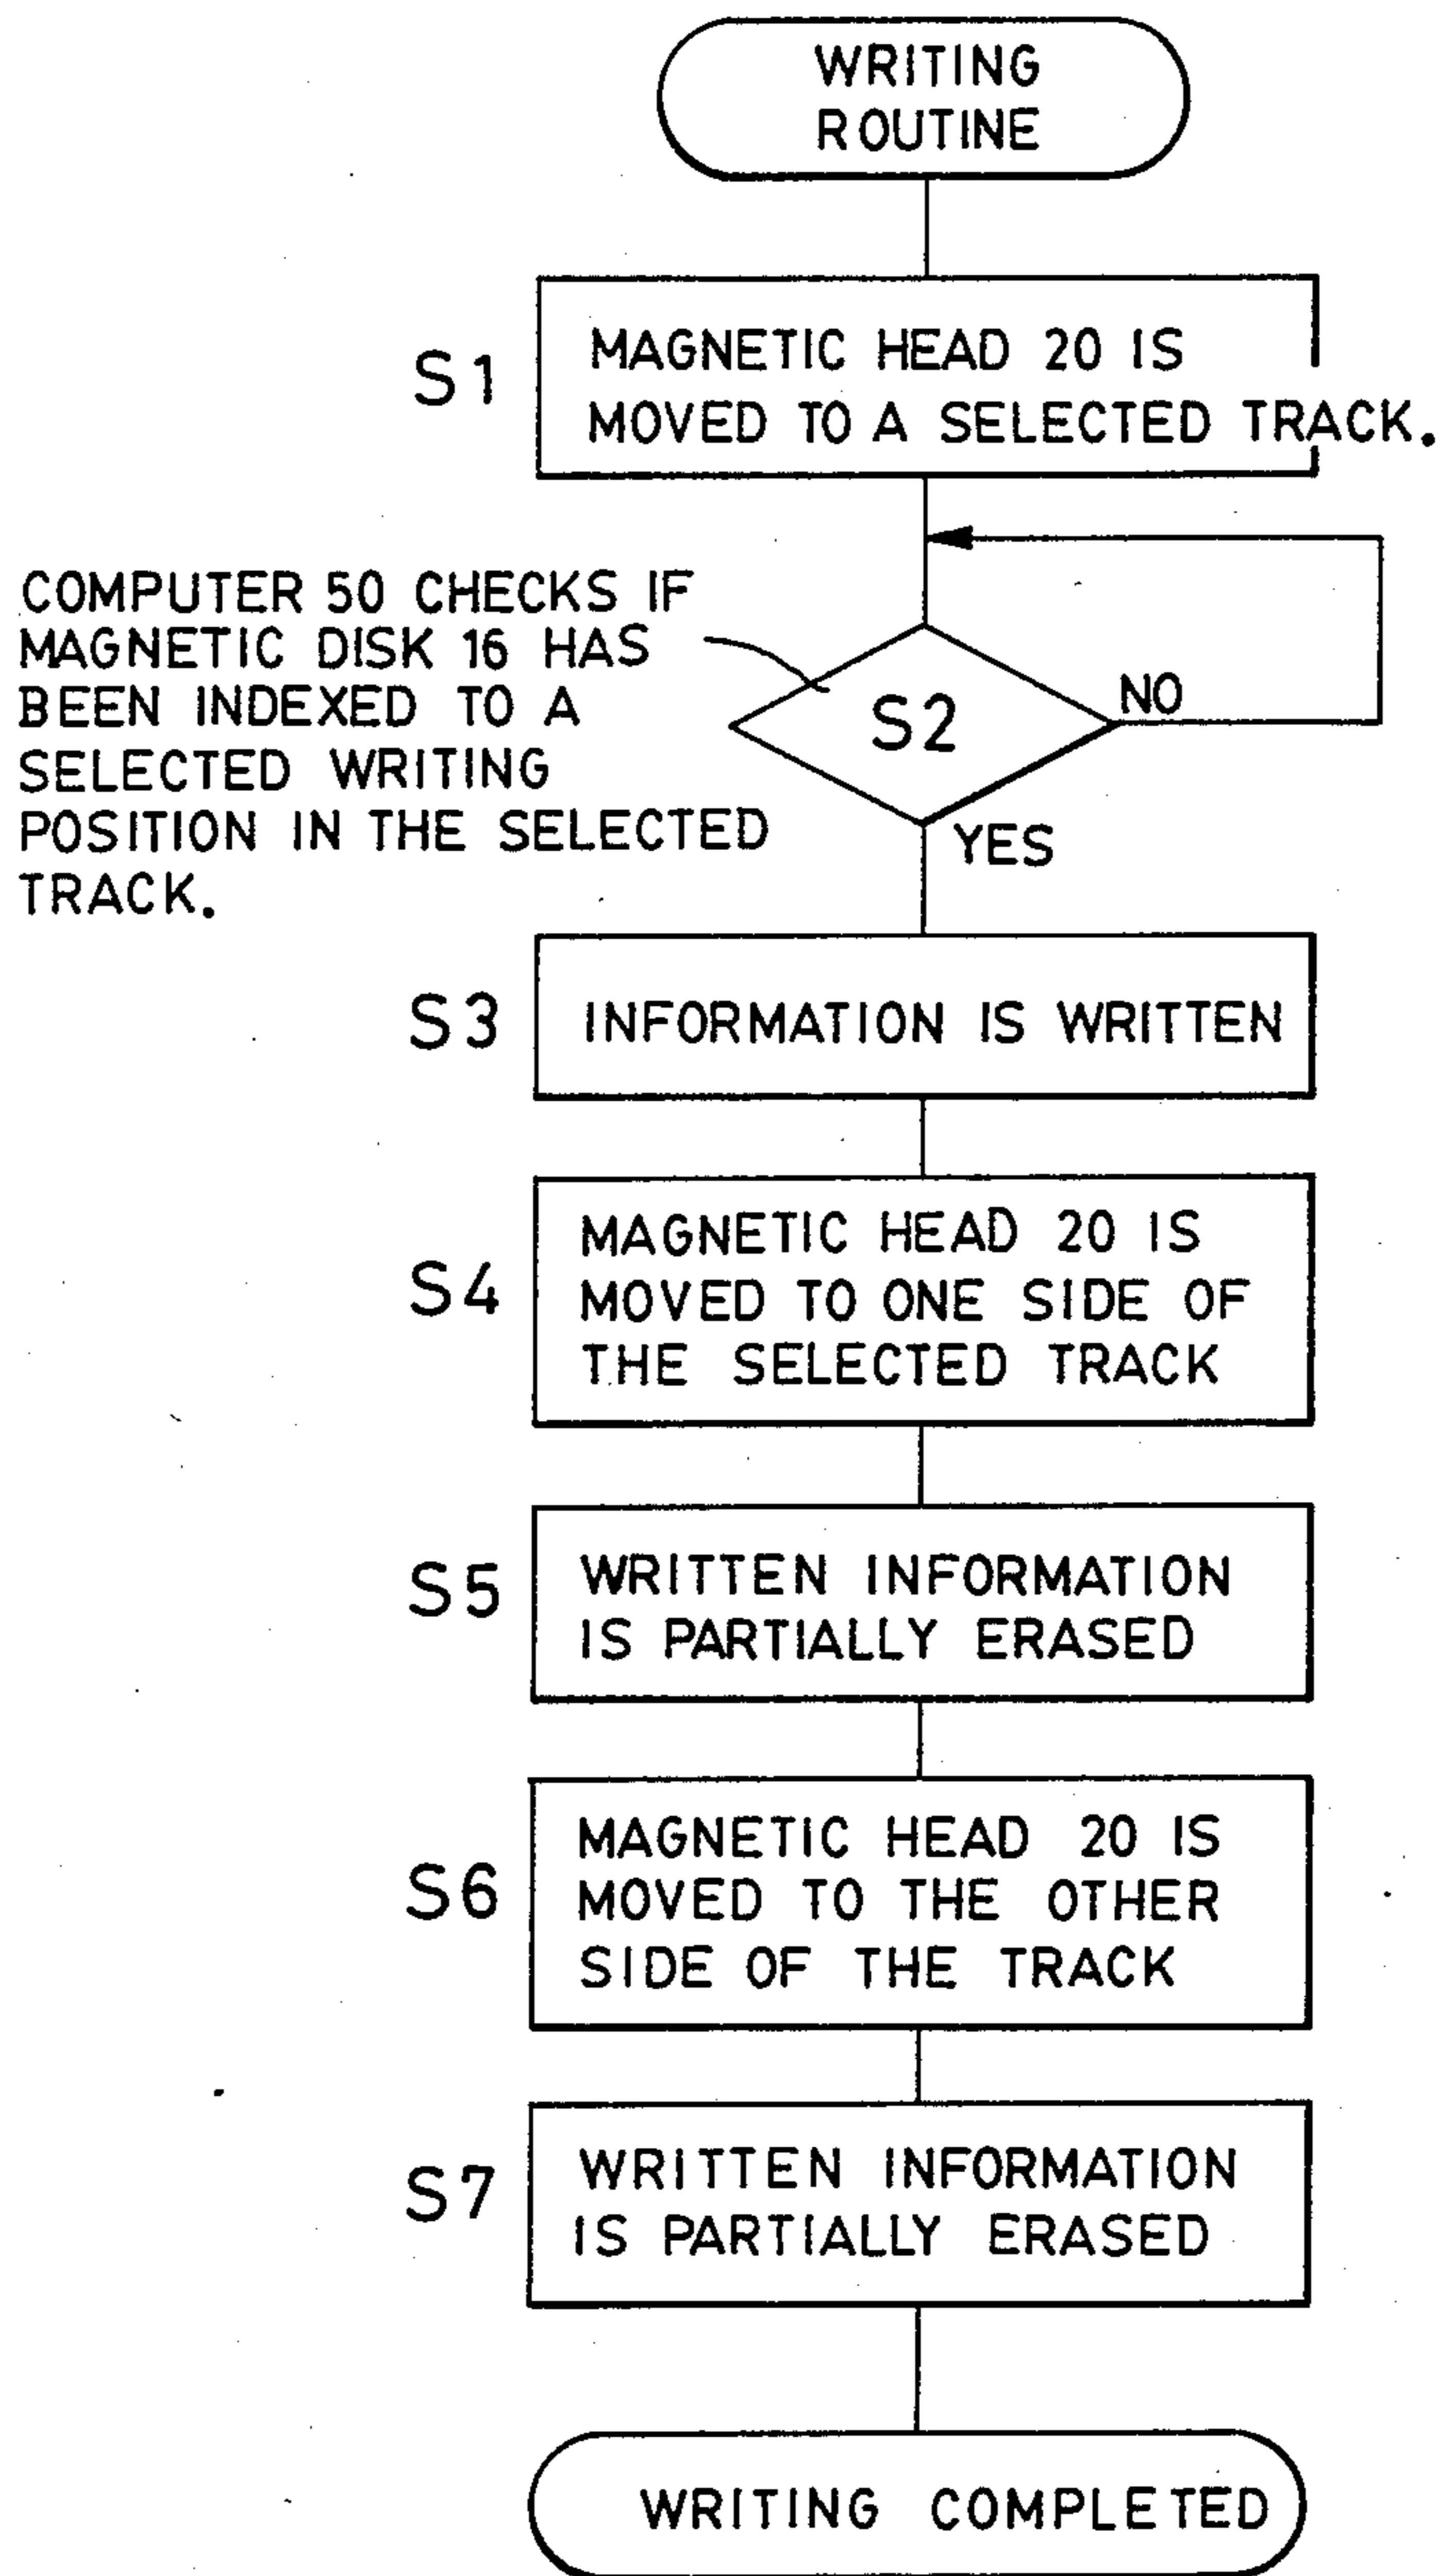 WRITING
ROUTINE
S1
MAGNETIC HEAD 20 IS
MOVED TO A SELECTED TRACK.
COMPUTER 50 CHECKS IF
MAGNETIC DISK 16 HAS
BEEN INDEXED TO A
SELECTED WRITING
POSITION IN THE SELECTED
TRACK.
S2
NO
YES
S3
INFORMATION IS WRITTEN
S4
MAGNETIC HEAD 20 IS
MOVED TO ONE SIDE OF
THE SELECTED TRACK
S5
WRITTEN INFORMATION
IS PARTIALLY ERASED
S6
MAGNETIC HEAD 20 IS
MOVED TO THE OTHER
SIDE OF THE TRACK
S7
WRITTEN INFORMATION
IS PARTIALLY ERASED
WRITING COMPLETED